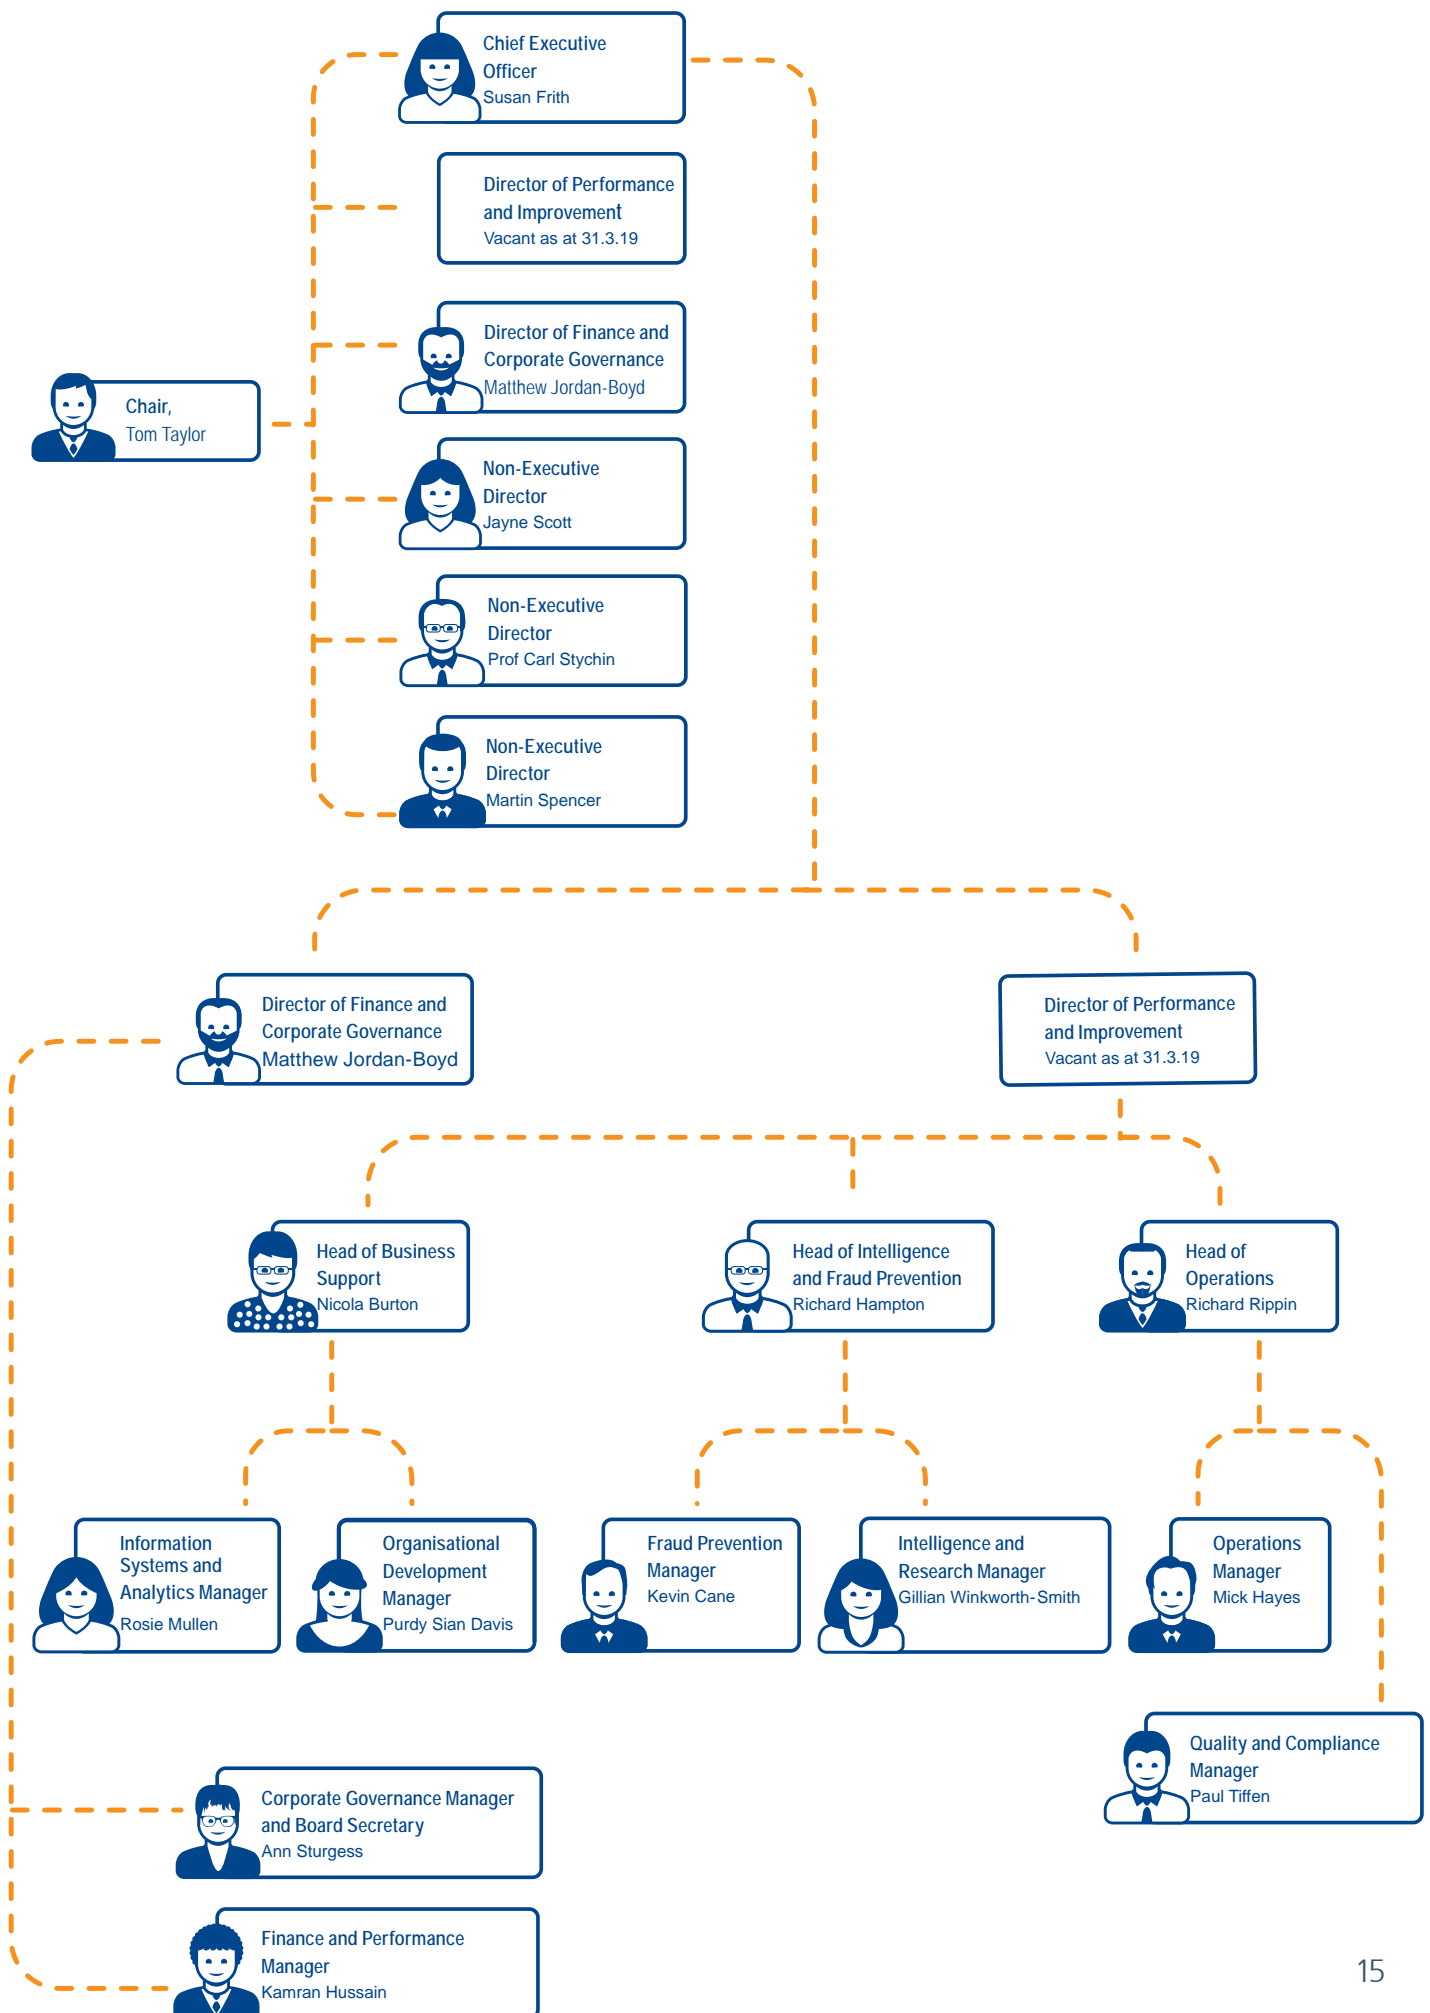 Chief Executive
Officer
Susan Frith
Director of Performance
and Improvement
Vacant as at 31.3.19
Director of Finance and
Corporate Governance
Matthew Jordan-Boyd
Chair,
Tom Taylor
Non-Executive
Director
Jayne Scott
Non-Executive
Director
Prof Carl Stychin
Non-Executive
Director
Martin Spencer
Director of Finance and
Corporate Governance
Matthew Jordan-Boyd
Director of Performance
and Improvement
Vacant as at 31.3.19
Head of Business
Support
Nicola Burton
Head of Intelligence
and Fraud Prevention
Richard Hampton
Head of
Operations
Richard Rippin
Information
Systems and
Analytics Manager
Rosie Mullen
Organisational
Development
Manager
Purdy Sian Davis
Fraud Prevention
Manager
Kevin Cane
Intelligence and
Research Manager
Gillian Winkworth-Smith
Operations
Manager
Mick Hayes
Quality and Compliance
Manager
Paul Tiffen
Corporate Governance Manager
and Board Secretary
Ann Sturgess
Finance and Performance
Manager
Kamran Hussain
15